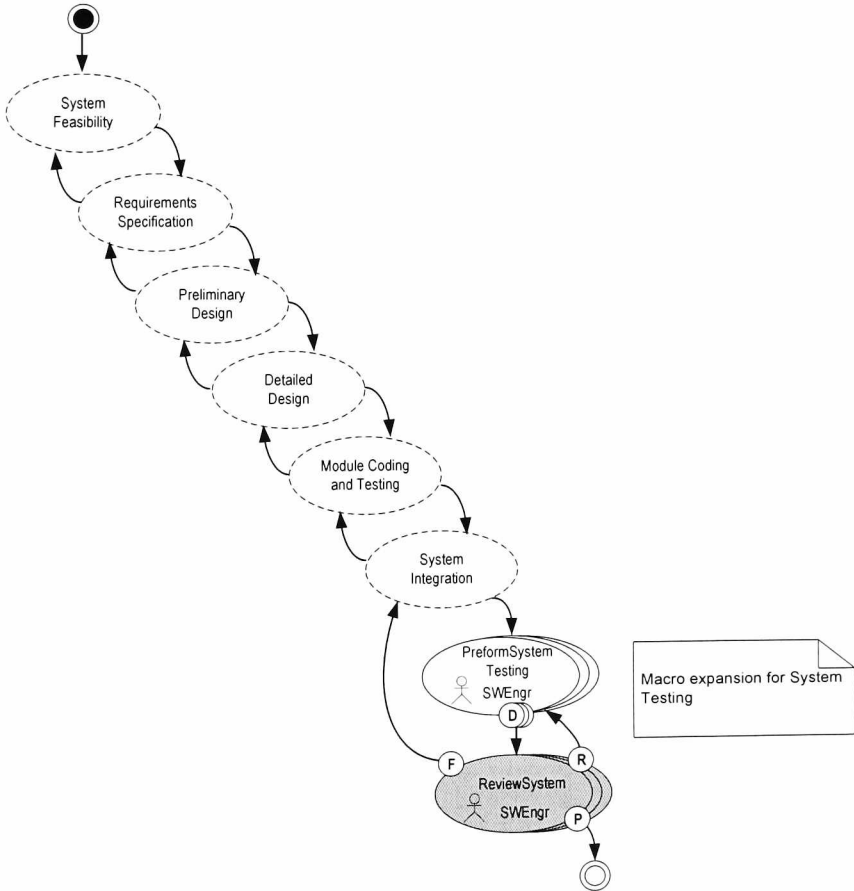 System
Feasibility
Requirements
Specification
Preliminary
Design
Detailed
Design
Module Coding
and Testing
System
Integration
PreformSystem
Testing
SWEngr
D
Macro expansion for System
Testing
F
R
ReviewSystem
SWEngr
P